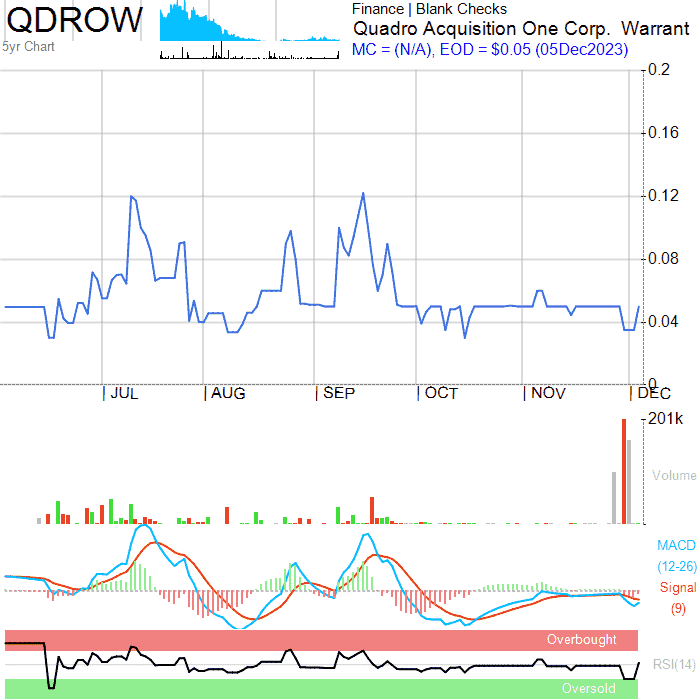 QDROW
5yr Chart
Finance | Blank Checks
Quadro Acquisition One Corp.  Warrant
MC = (N/A), EOD = $0.05 (05Dec2023)
0.2
0.16
0.12
0.08
0.04
0
| JUL
| AUG
| SEP
| OCT
| NOV
| DEC
201k
Volume
MACD
(12-26)
Signal
(9)
Overbought
RSI(14)
Oversold